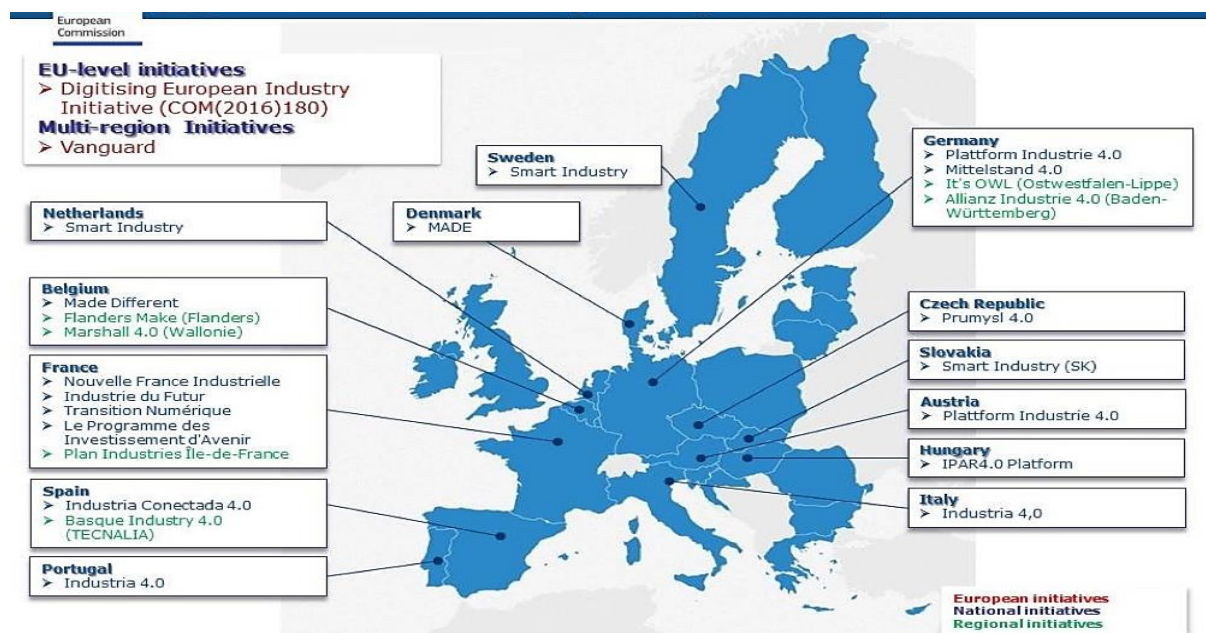 European
Commission
EU-level initiatives
➢ Digitising European Industry
Initiative (COM(2016)180)
Multi-region Initiatives
➢ Vanguard
Sweden
➢ Smart Industry
Germany
➢ Plattform Industrie 4.0
➢ Mittelstand 4.0
➢ It's OWL (Ostwestfalen-Lippe)
➢ Allianz Industrie 4.0 (Baden-
Württemberg)
Netherlands
➢ Smart Industry
Denmark
➢ MADE
Belgium
➢ Made Different
➢ Flanders Make (Flanders)
➢ Marshall 4.0 (Wallonie)
Czech Republic
➢ Prumysl 4.0
Slovakia
➢ Smart Industry (SK)
France
➢ Nouvelle France Industrielle
➢ Industrie du Futur
➢ Transition Numérique
➢ Le Programme des
Investissement d'Avenir
➢ Plan Industries Île-de-France
Austria
➢ Plattform Industrie 4.0
Hungary
➢ IPAR4.0 Platform
Spain
➢ Industria Conectada 4.0
➢ Basque Industry 4.0
(TECNALIA)
Italy
➢ Industria 4,0
Portugal
➢ Industria 4.0
European initiatives
National initiatives
Regional initiatives